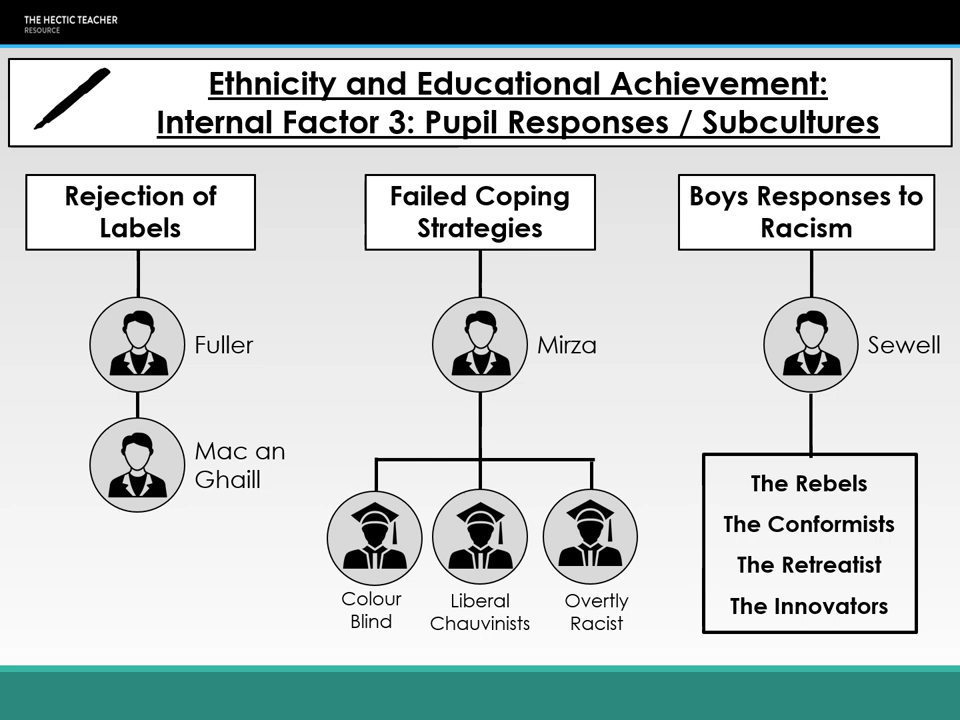 THE HECTIC TEACHER
RESOURCE
Ethnicity and Educational Achievement:
Internal Factor 3: Pupil Responses / Subcultures
Rejection of
Labels
Fuller
Mac an
Ghaill
Failed Coping
Strategies
Mirza
Colour
Blind
Liberal
Chauvinists
Overtly
Racist
Boys Responses to
Racism
Sewell
The Rebels
The Conformists
The Retreatist
The Innovators